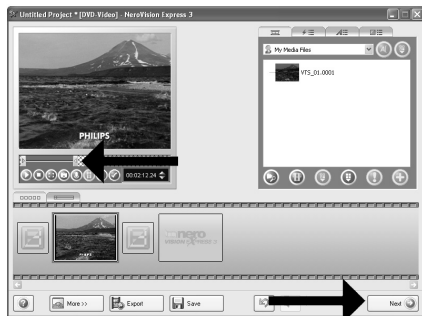 Untitled Project * [DVD-Video] - NeroVision Express 3
My Media Files
VTS_01.0001
PHILIPS
00:02:12.24
nero
More >>
Export
Save
Next